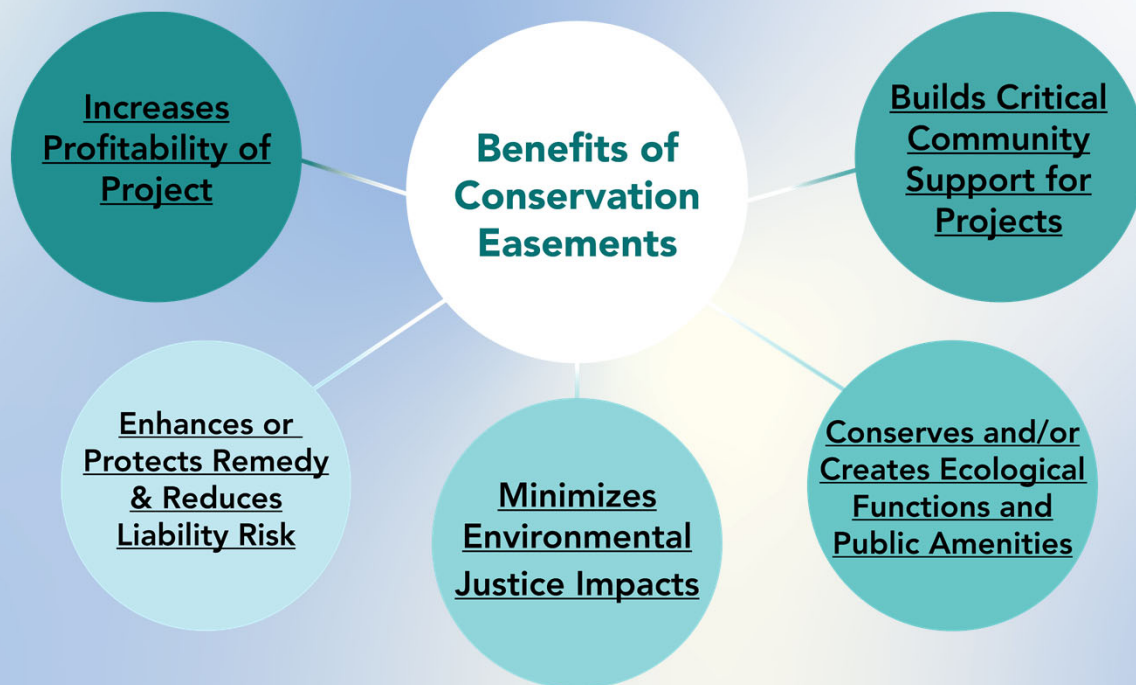 Benefits of
Conservation
Easements
Increases
Profitability of
Project
Builds Critical
Community
Support for
Projects
Enhances or
Protects Remedy
& Reduces
Liability Risk
Minimizes
Environmental
Justice Impacts
Conserves and/or
Creates Ecological
Functions and
Public Amenities